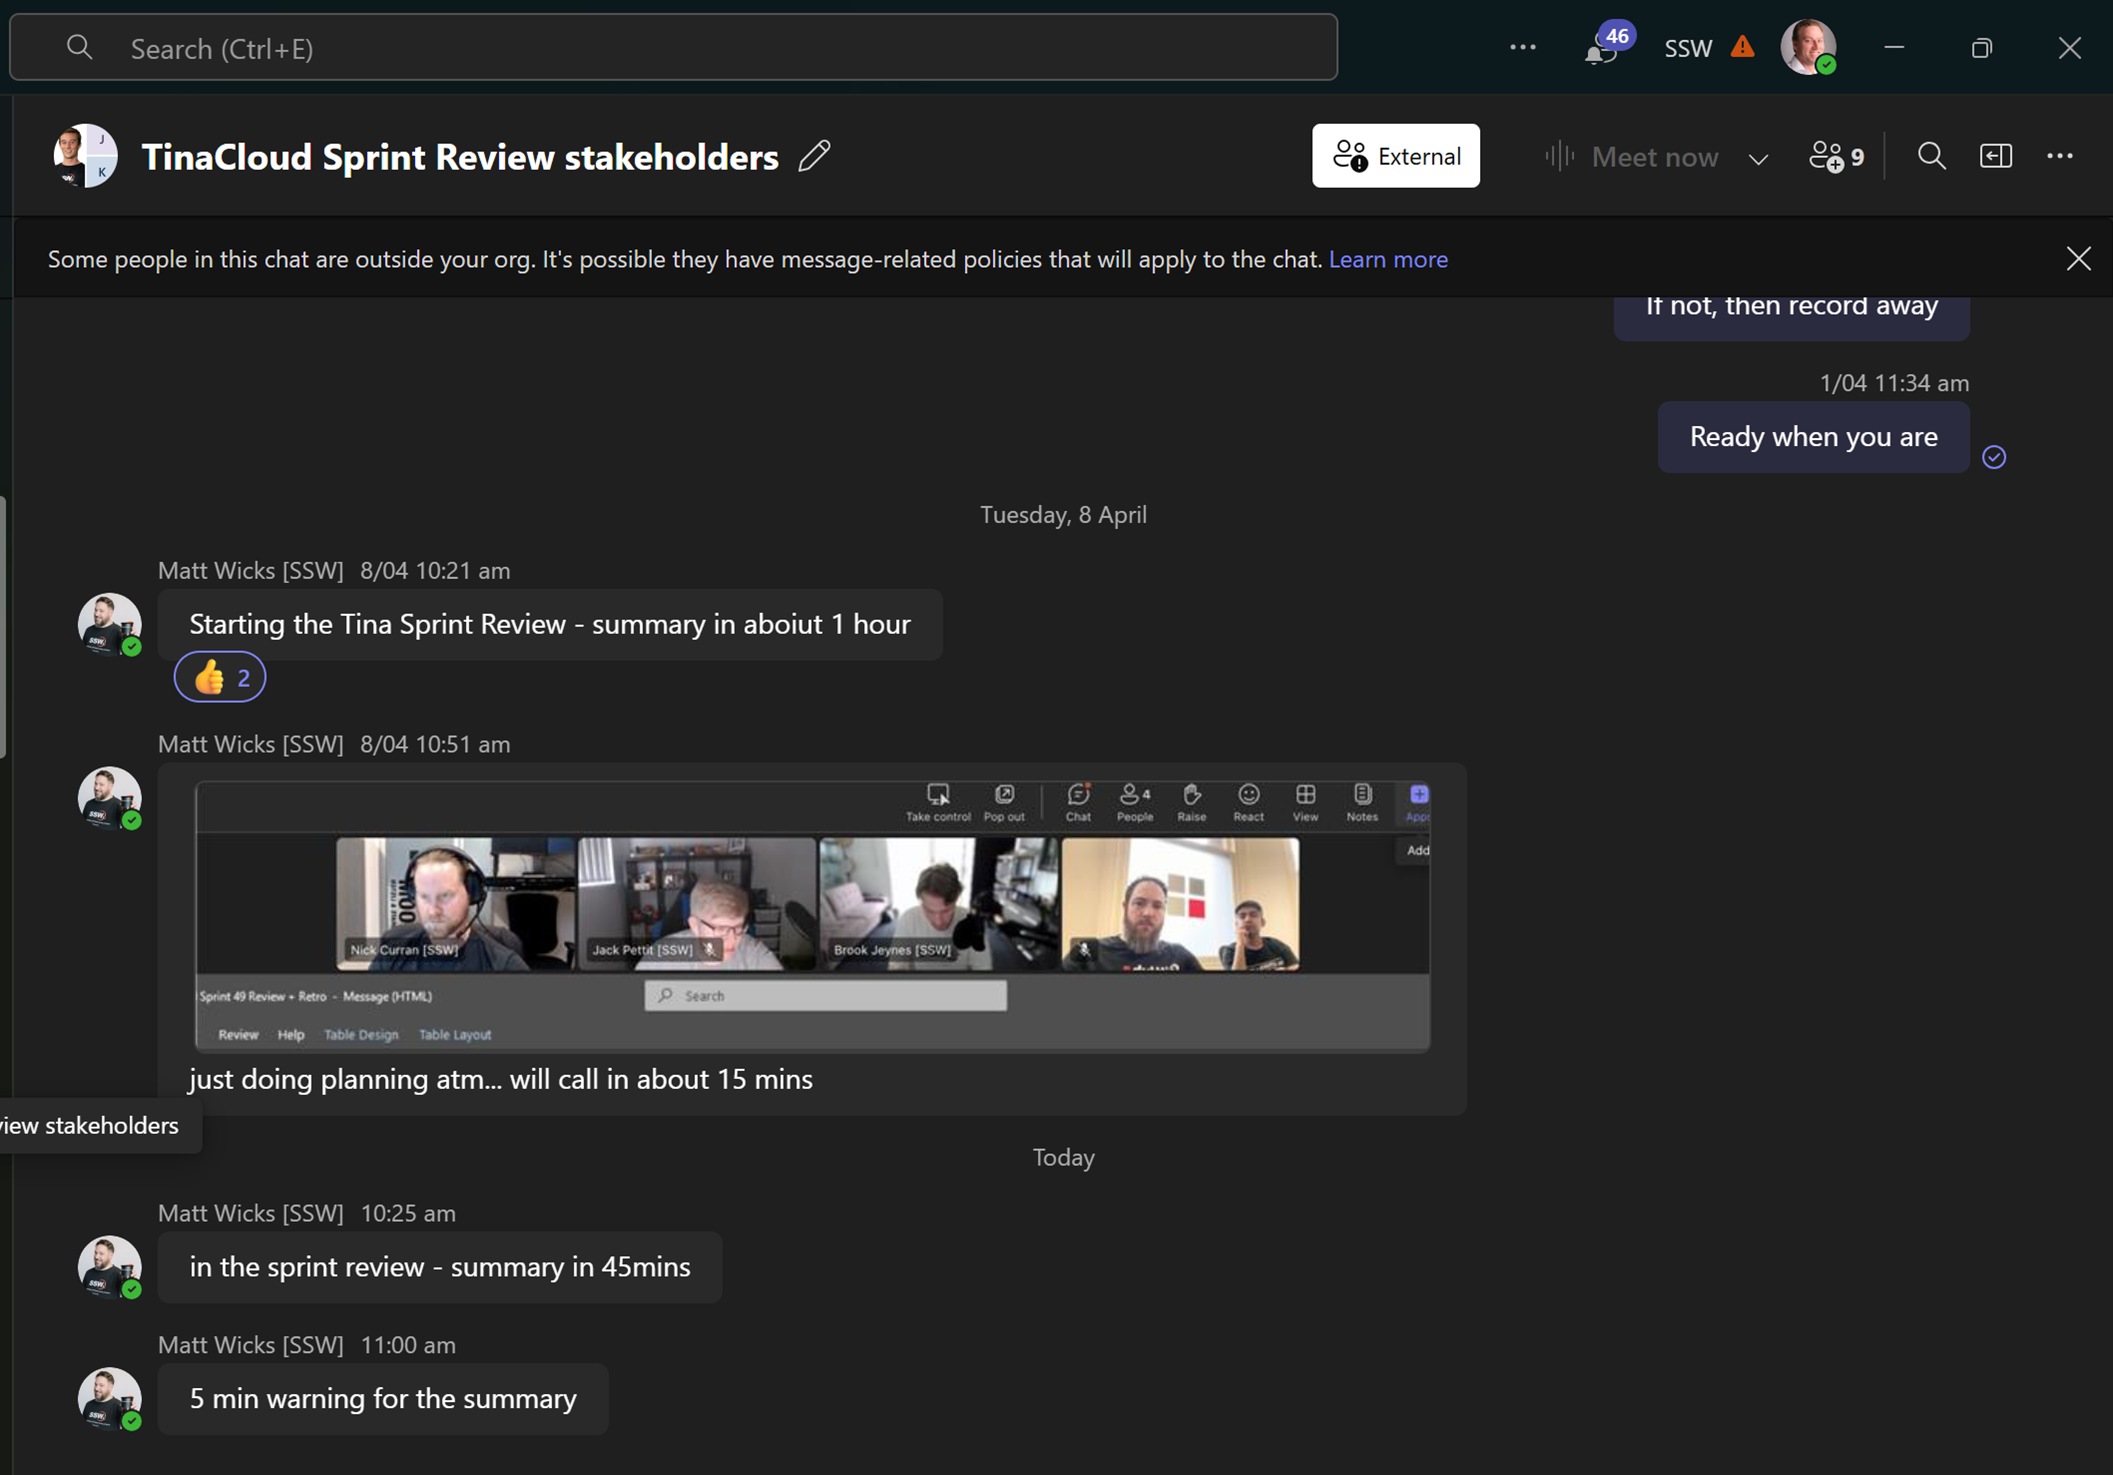 Search (Ctrl+E)
46
SSW
J
K
TinaCloud Sprint Review stakeholders
External
Meet now
9
Some people in this chat are outside your org. It's possible they have message-related policies that will apply to the chat. Learn more
If not, then record away
1/04 11:34 am
Ready when you are
Tuesday, 8 April
Matt Wicks [SSW] 8/04 10:21 am
Starting the Tina Sprint Review - summary in aboiut 1 hour
👍 2
Matt Wicks [SSW] 8/04 10:51 am
4
Take control Pop out Chat People Raise React View Notes App
Add
Nick Curran [SSW]
Jack Pettit [SSW]
Brook Jeynes [SSW]
Sprint 49 Review + Retro - Message (HTML)
Search
Review Help Table Design Table Layout
just doing planning atm... will call in about 15 mins
view stakeholders
Today
Matt Wicks [SSW] 10:25 am
in the sprint review - summary in 45mins
Matt Wicks [SSW] 11:00 am
5 min warning for the summary